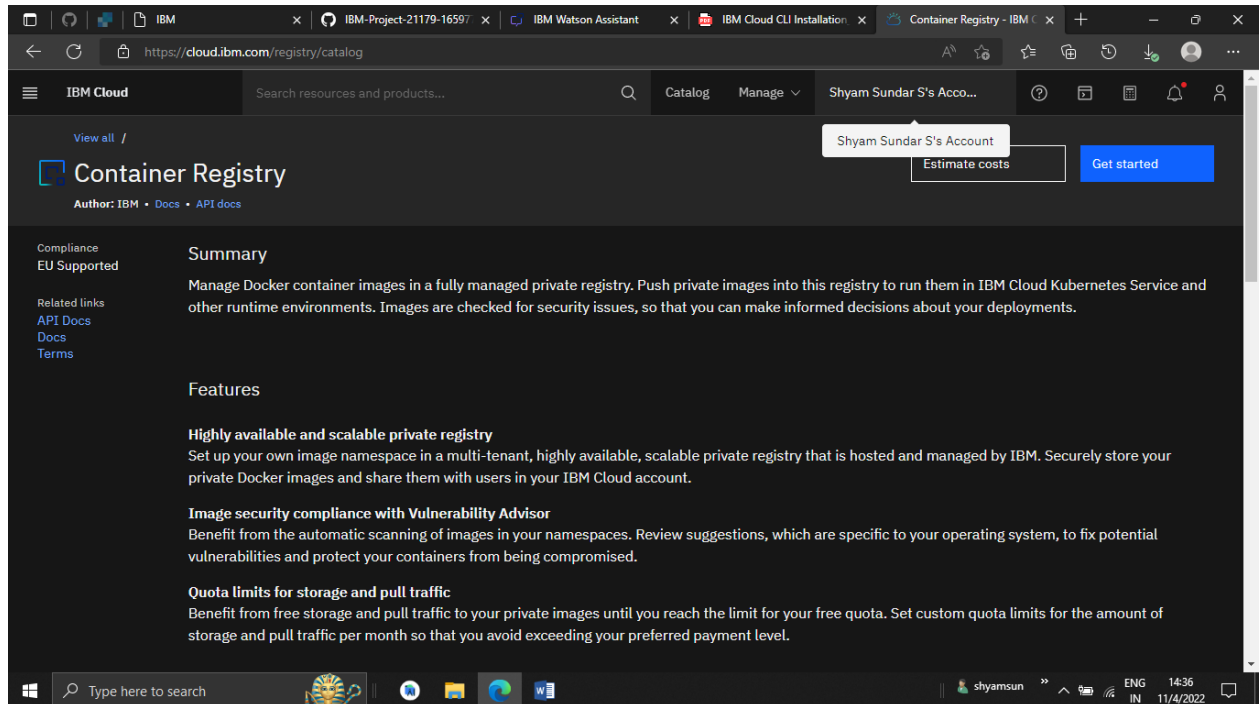 IBM
IBM-Project-21179-16597
IBM Watson Assistant
IBM Cloud CLI Installation
Container Registry - IBM C
https://cloud.ibm.com/registry/catalog
IBM Cloud
Search resources and products...
Catalog
Manage
Shyam Sundar S's Acco...
View all /
Shyam Sundar S's Account
Container Registry
Estimate costs
Get started
Author: IBM • Docs • API docs
Compliance
EU Supported
Related links
API Docs
Docs
Terms
Summary
Manage Docker container images in a fully managed private registry. Push private images into this registry to run them in IBM Cloud Kubernetes Service and
other runtime environments. Images are checked for security issues, so that you can make informed decisions about your deployments.
Features
Highly available and scalable private registry
Set up your own image namespace in a multi-tenant, highly available, scalable private registry that is hosted and managed by IBM. Securely store your
private Docker images and share them with users in your IBM Cloud account.
Image security compliance with Vulnerability Advisor
Benefit from the automatic scanning of images in your namespaces. Review suggestions, which are specific to your operating system, to fix potential
vulnerabilities and protect your containers from being compromised.
Quota limits for storage and pull traffic
Benefit from free storage and pull traffic to your private images until you reach the limit for your free quota. Set custom quota limits for the amount of
storage and pull traffic per month so that you avoid exceeding your preferred payment level.
Type here to search
shyamsun
ENG
IN
14:36
11/4/2022